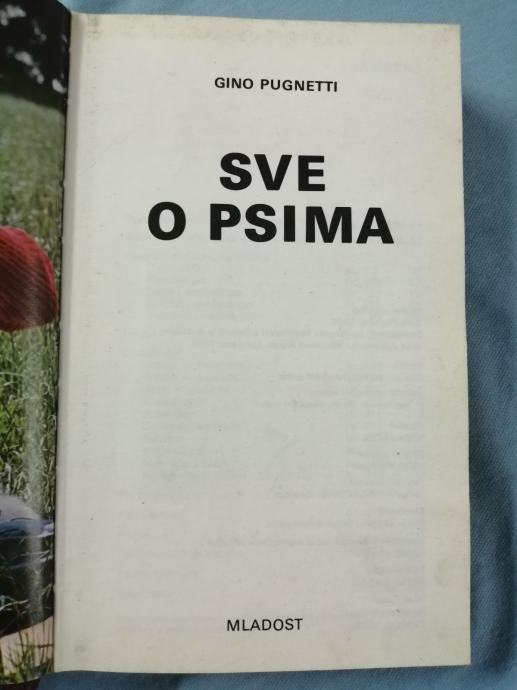 GINO PUGNETTI
SVE
O PSIMA
MLADOST